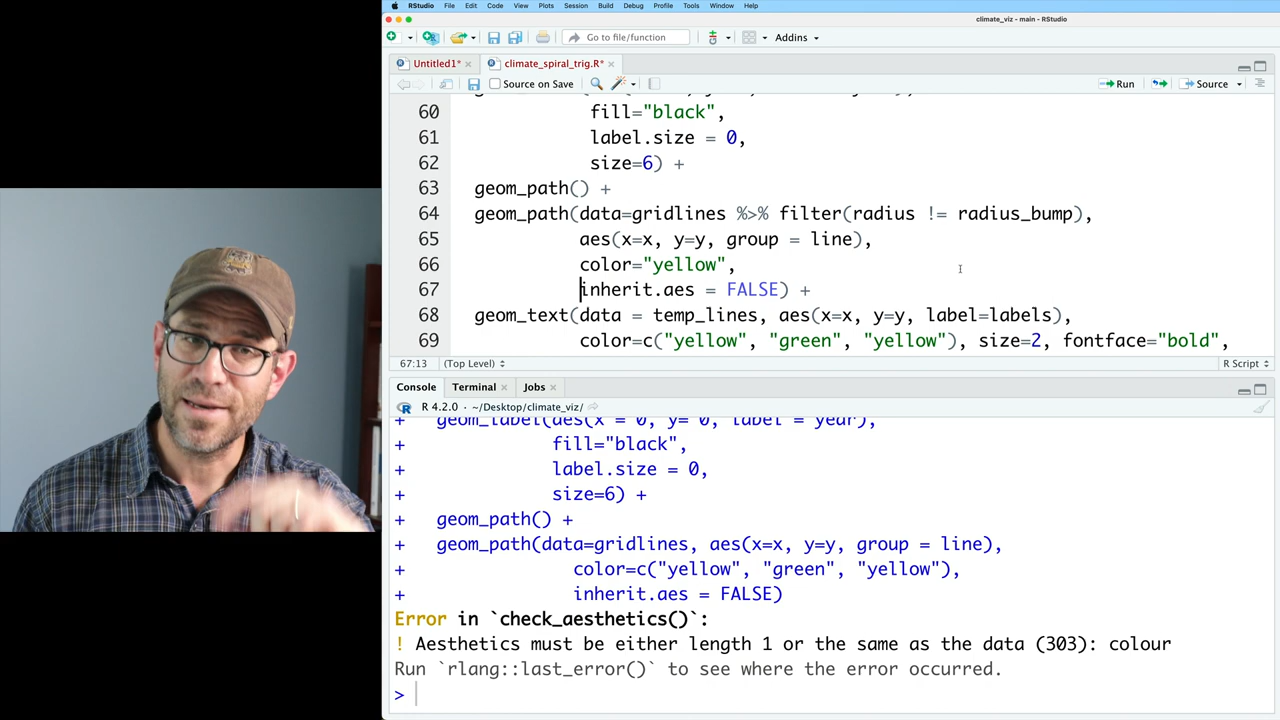 RStudio File Edit Code View Plots Session Build Debug Profile Tools Window Help
climate_viz - main - RStudio
Go to file/function Addins
Untitled1* climate_spiral_trig.R*
Source on Save Run Source
60 fill="black",
61 label.size = 0,
62 size=6) +
63 geom_path() +
64 geom_path(data=gridlines %>% filter(radius != radius_bump),
65 aes(x=x, y=y, group = line),
66 color="yellow",
67 inherit.aes = FALSE) +
68 geom_text(data = temp_lines, aes(x=x, y=y, label=labels),
69 color=c("yellow", "green", "yellow"), size=2, fontface="bold",
67:13 (Top Level) R Script
Console Terminal Jobs
R 4.2.0 · ~/Desktop/climate_viz/
+ geom_label(aes(x = 0, y= 0, label = year),
+ fill="black",
+ label.size = 0,
+ size=6) +
+ geom_path() +
+ geom_path(data=gridlines, aes(x=x, y=y, group = line),
+ color=c("yellow", "green", "yellow"),
+ inherit.aes = FALSE)
Error in `check_aesthetics()`:
! Aesthetics must be either length 1 or the same as the data (303): colour
Run `rlang::last_error()` to see where the error occurred.
>